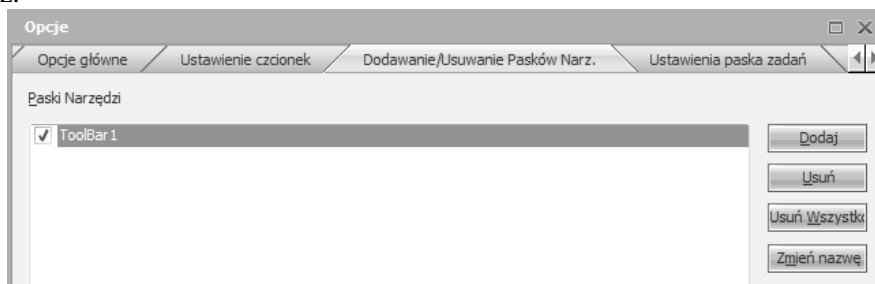 z.
Opcje
Opcje główne Ustawienie czcionek Dodawanie/Usuwanie Pasków Narz. Ustawienia paska zadań
Paski Narzędzi
ToolBar1
Dodaj
Usuń
Usuń Wszystko
Zmień nazwę